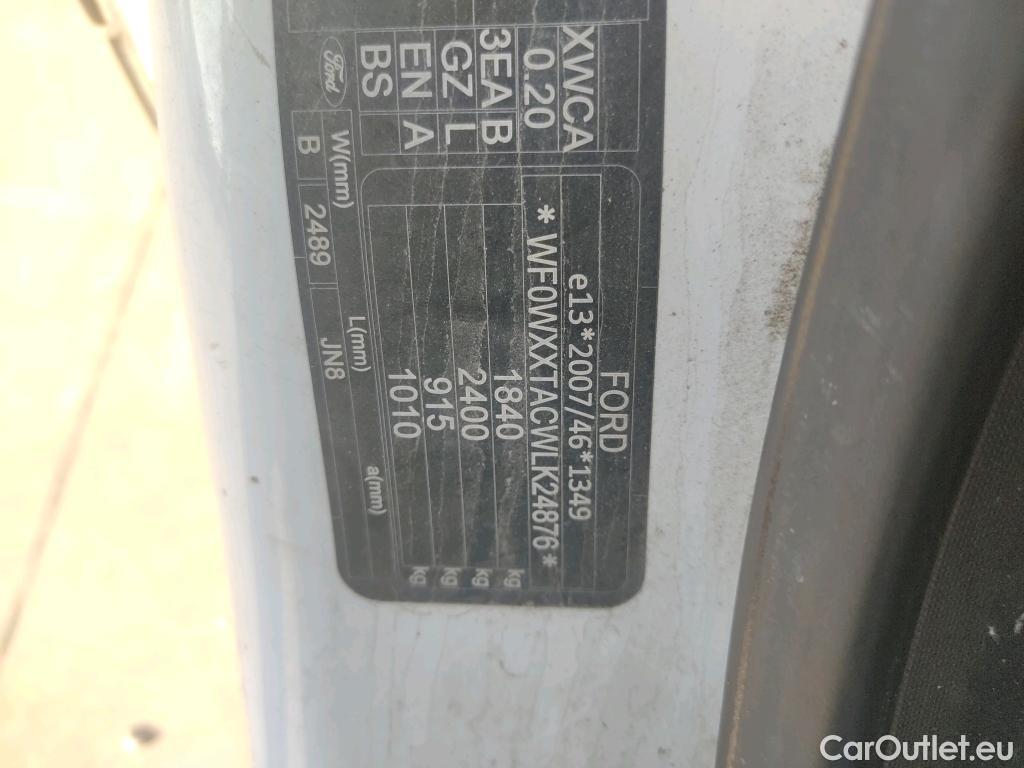 FORD
e13*2007/46*1349
* WF0WXXTACWLK24876 *
1840 kg
2400 kg
915 kg
1010 kg
XWCA
0.20
3EA B
GZ L
EN A
BS
Ford
W(mm) L(mm) a(mm)
B 2489 JN8
CarOutlet.eu